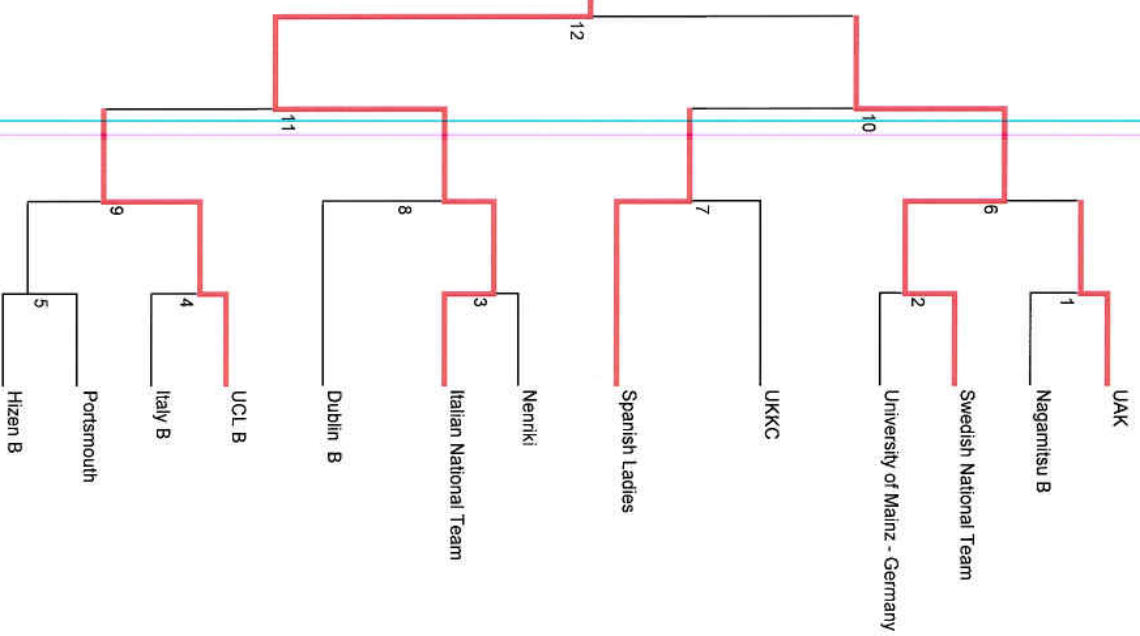 UAK
1
Nagamitsu B
6
Swedish National Team
2
University of Mainz - Germany
10
UKKC
7
Spanish Ladies
12
Nenriki
3
Italian National Team
8
Dublin B
11
UCL B
4
Italy B
9
Portsmouth
5
Hizen B